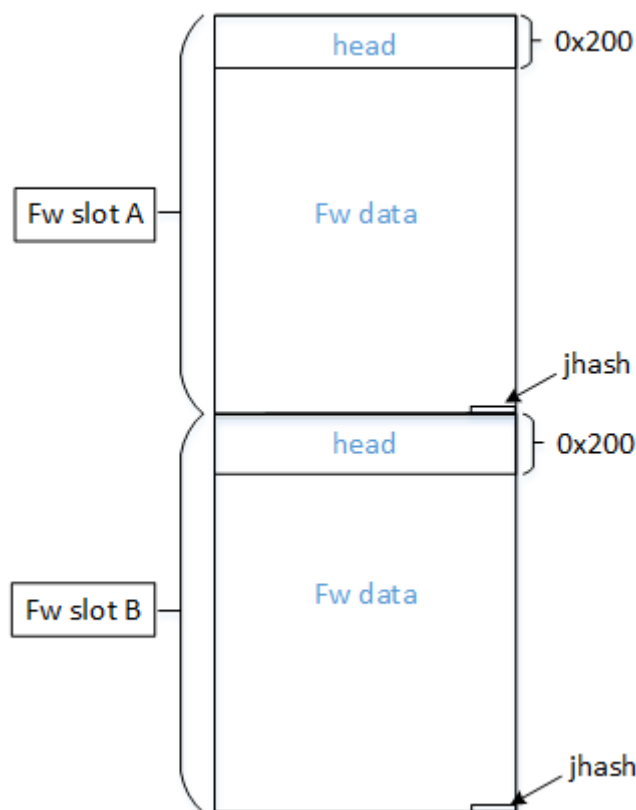 head
0x200
Fw slot A
Fw data
jhash
head
0x200
Fw slot B
Fw data
jhash